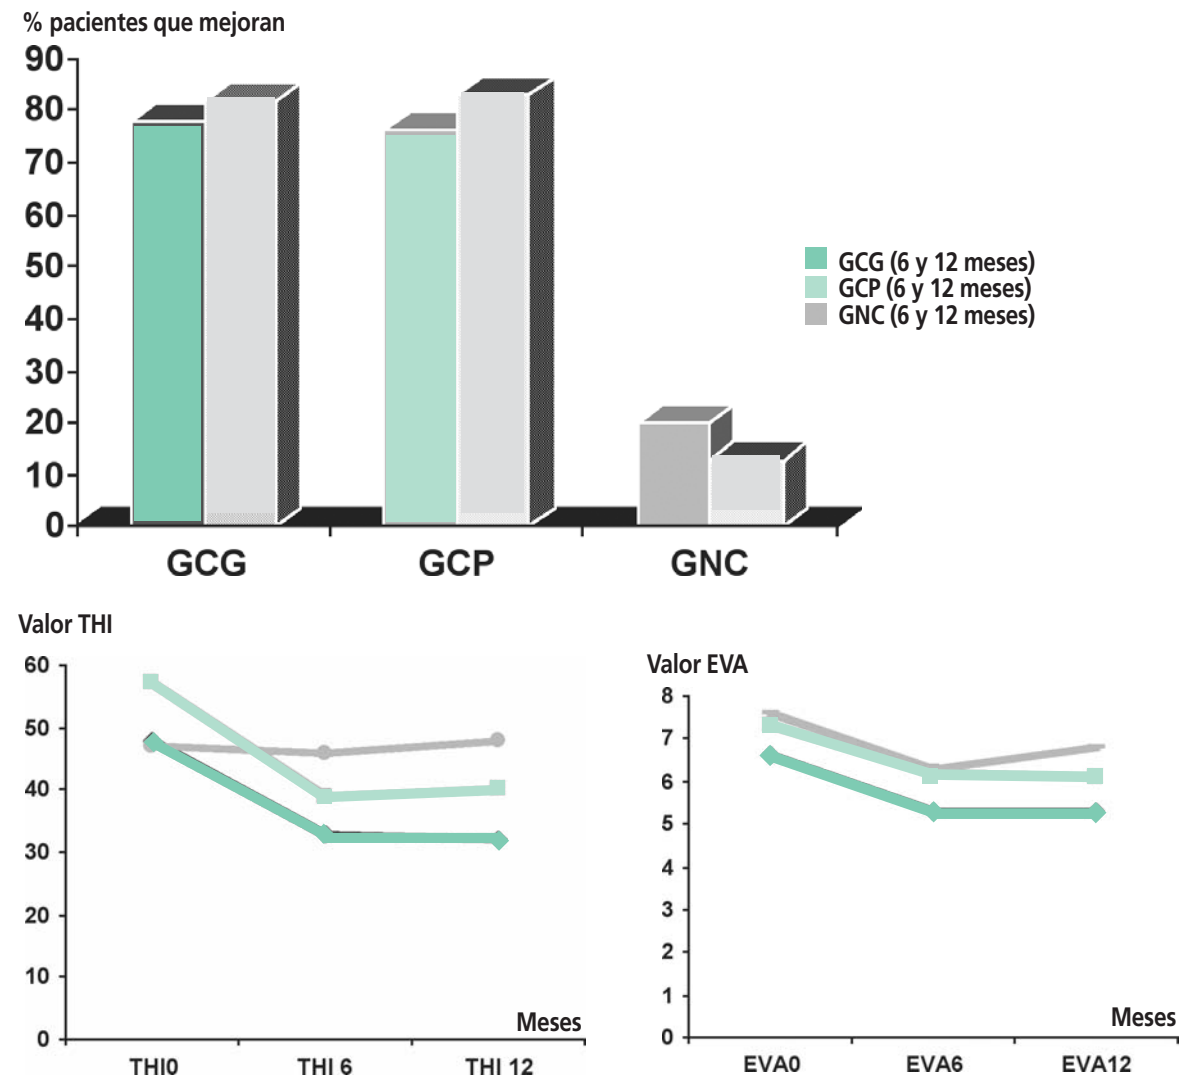 % pacientes que mejoran
90
80
70
60
50
40
30
20
10
0
GCG GCP GNC
GCG (6 y 12 meses)
GCP (6 y 12 meses)
GNC (6 y 12 meses)
Valor THI
60
50
40
30
20
10
0
Meses
THI0 THI 6 THI 12
Valor EVA
8
7
6
5
4
3
2
1
0
Meses
EVA0 EVA6 EVA12